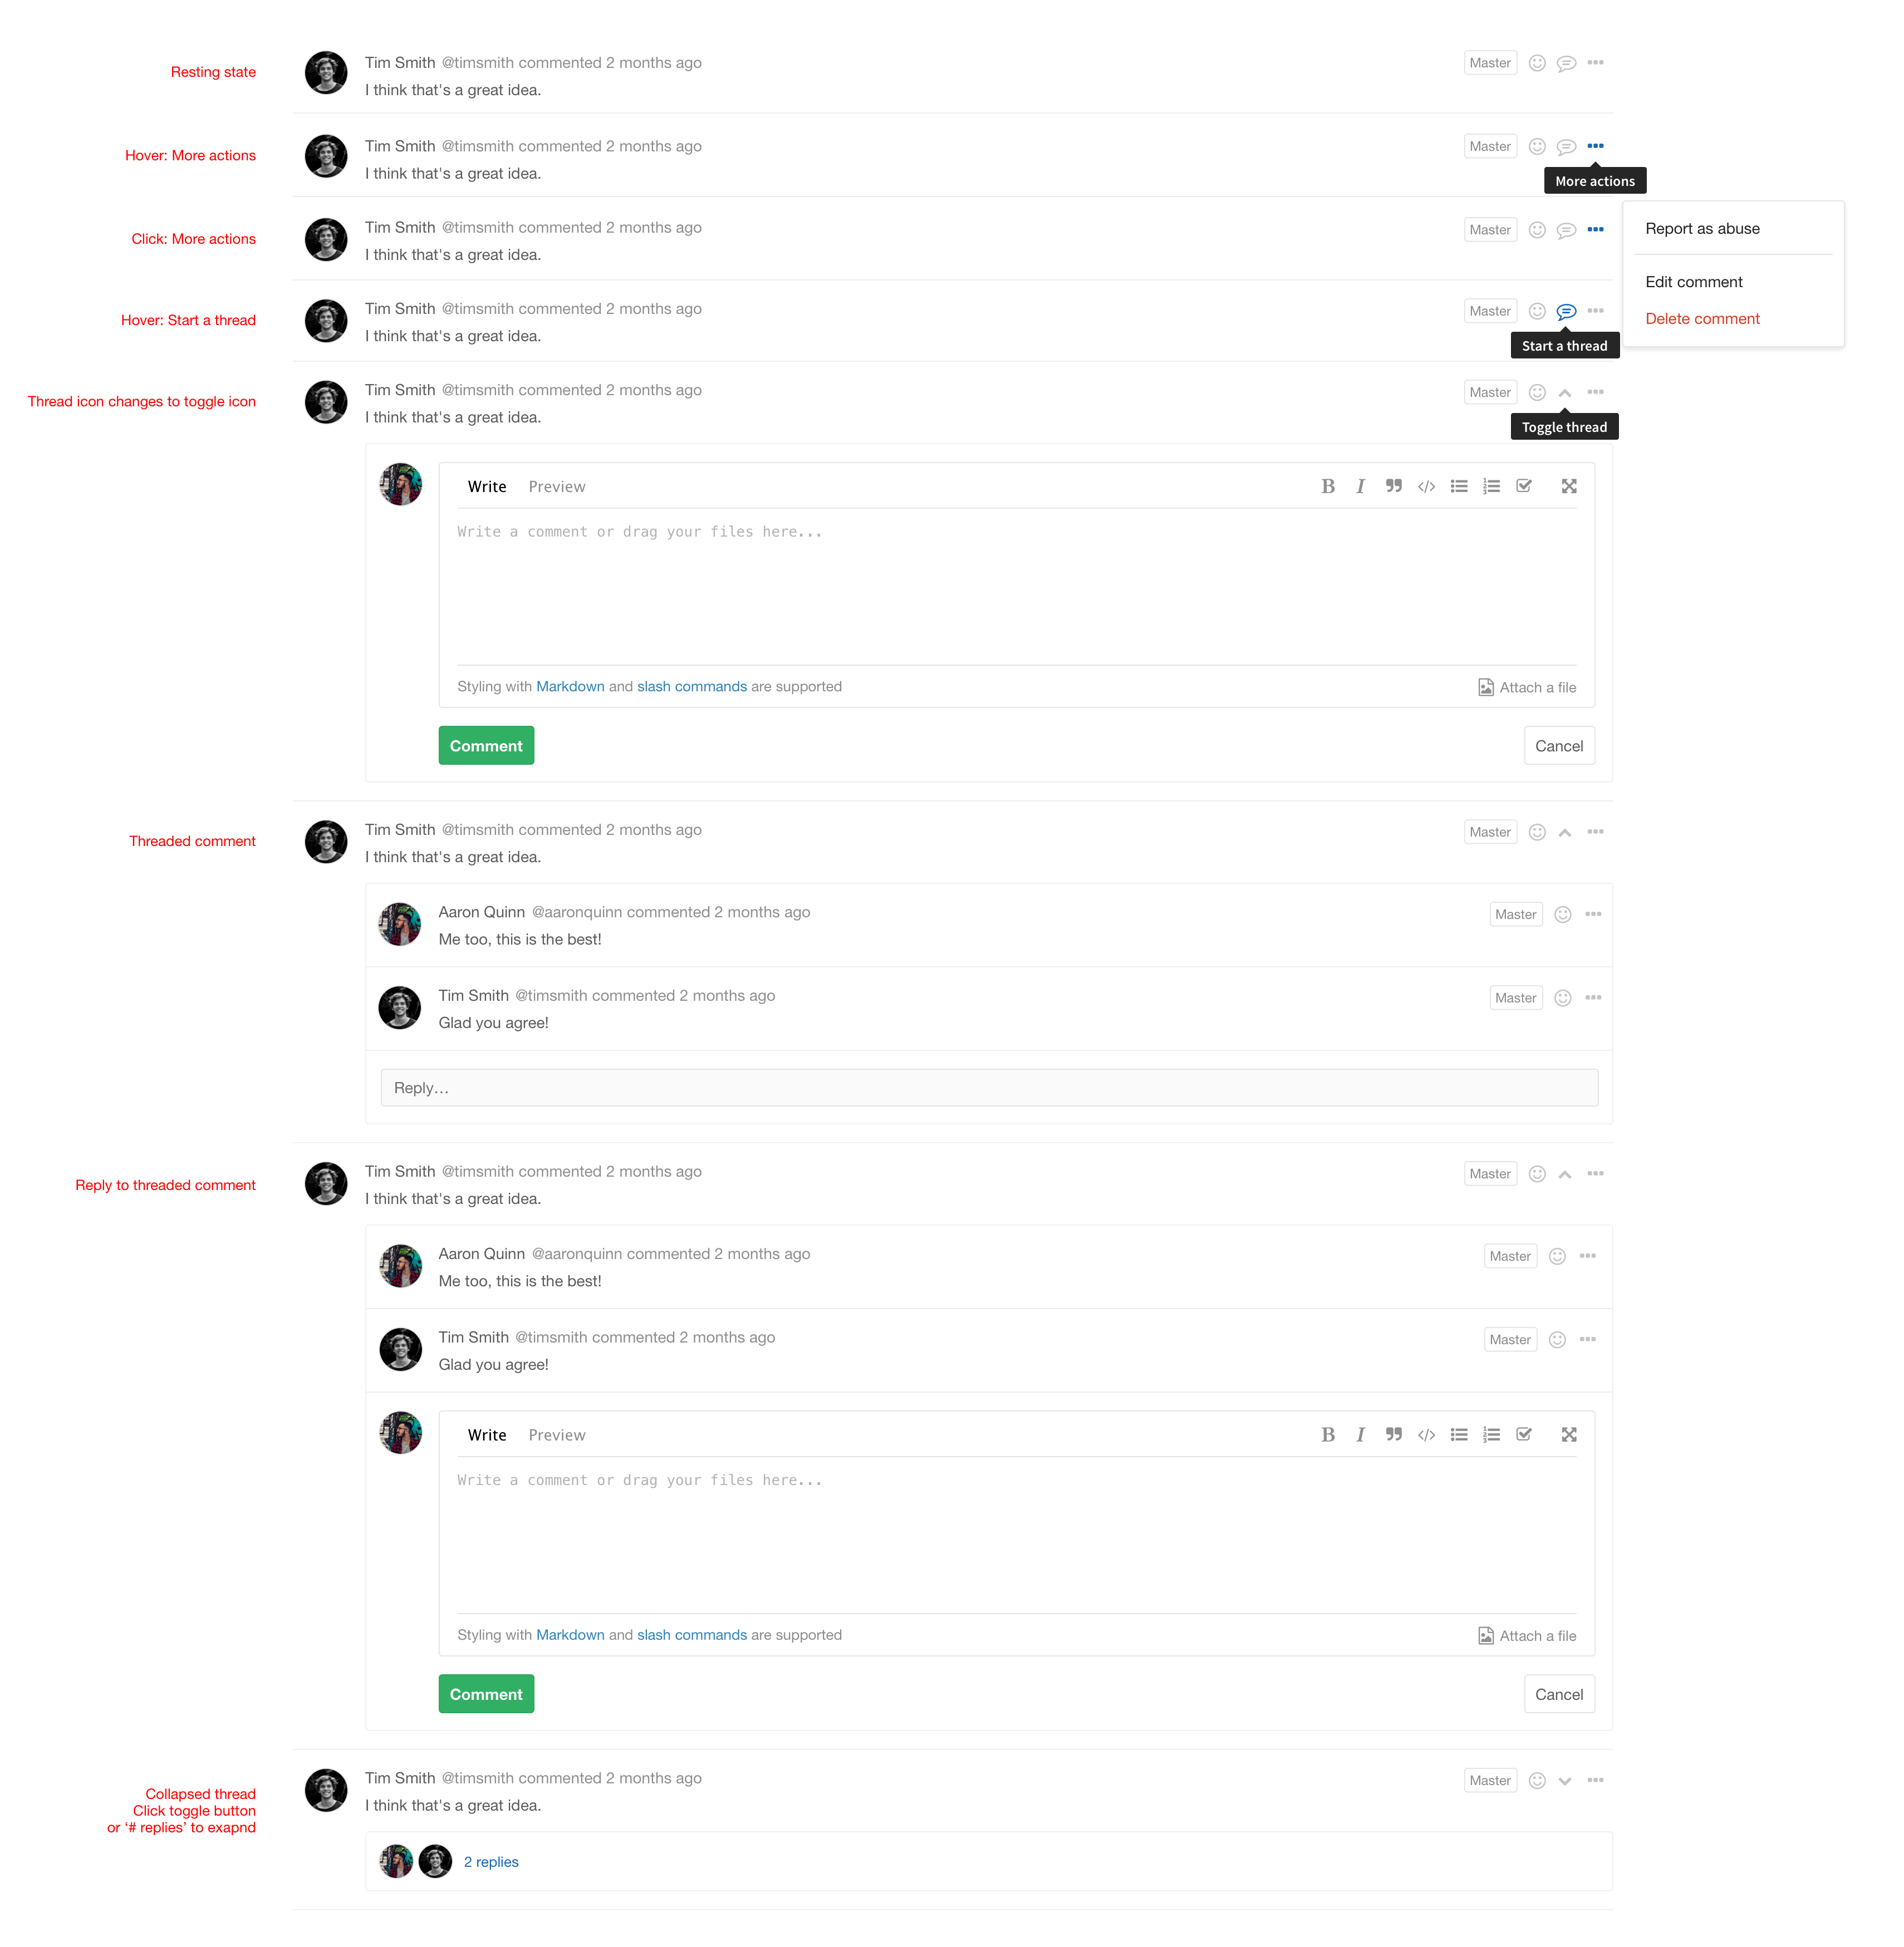 Resting state
Tim Smith @timsmith commented 2 months ago
Master
I think that's a great idea.
Hover: More actions
Tim Smith @timsmith commented 2 months ago
Master
I think that's a great idea.
More actions
Click: More actions
Tim Smith @timsmith commented 2 months ago
Master
I think that's a great idea.
Report as abuse
Edit comment
Delete comment
Hover: Start a thread
Tim Smith @timsmith commented 2 months ago
Master
I think that's a great idea.
Start a thread
Thread icon changes to toggle icon
Tim Smith @timsmith commented 2 months ago
Master
I think that's a great idea.
Toggle thread
Write Preview
Write a comment or drag your files here...
Styling with Markdown and slash commands are supported
Attach a file
Comment
Cancel
Threaded comment
Tim Smith @timsmith commented 2 months ago
Master
I think that's a great idea.
Aaron Quinn @aaronquinn commented 2 months ago
Master
Me too, this is the best!
Tim Smith @timsmith commented 2 months ago
Master
Glad you agree!
Reply…
Reply to threaded comment
Tim Smith @timsmith commented 2 months ago
Master
I think that's a great idea.
Aaron Quinn @aaronquinn commented 2 months ago
Master
Me too, this is the best!
Tim Smith @timsmith commented 2 months ago
Master
Glad you agree!
Write Preview
Write a comment or drag your files here...
Styling with Markdown and slash commands are supported
Attach a file
Comment
Cancel
Collapsed thread
Click toggle button
or ‘# replies’ to exapnd
Tim Smith @timsmith commented 2 months ago
Master
I think that's a great idea.
2 replies